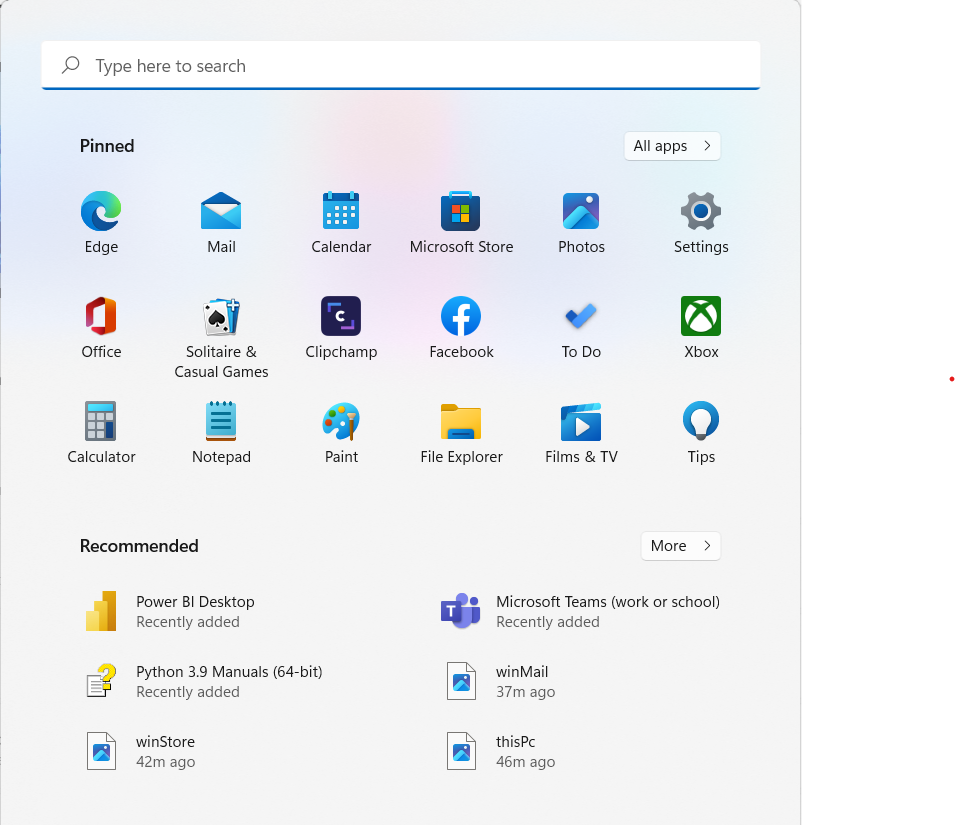 Type here to search
Pinned
All apps
Edge
Mail
Calendar
Microsoft Store
Photos
Settings
Office
Solitaire &
Casual Games
Clipchamp
Facebook
To Do
Xbox
Calculator
Notepad
Paint
File Explorer
Films & TV
Tips
Recommended
More
Power BI Desktop
Recently added
Microsoft Teams (work or school)
Recently added
Python 3.9 Manuals (64-bit)
Recently added
winMail
37m ago
winStore
42m ago
thisPc
46m ago